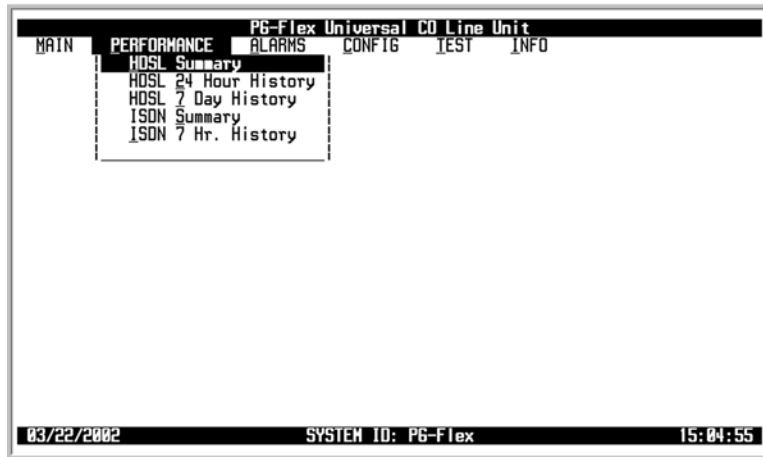 PG-Flex Universal CO Line Unit
MAIN PERFORMANCE ALARMS CONFIG TEST INFO
HDSL Summary
HDSL 24 Hour History
HDSL 7 Day History
ISDN Summary
ISDN 7 Hr. History
03/22/2002 SYSTEM ID: PG-Flex 15:04:55